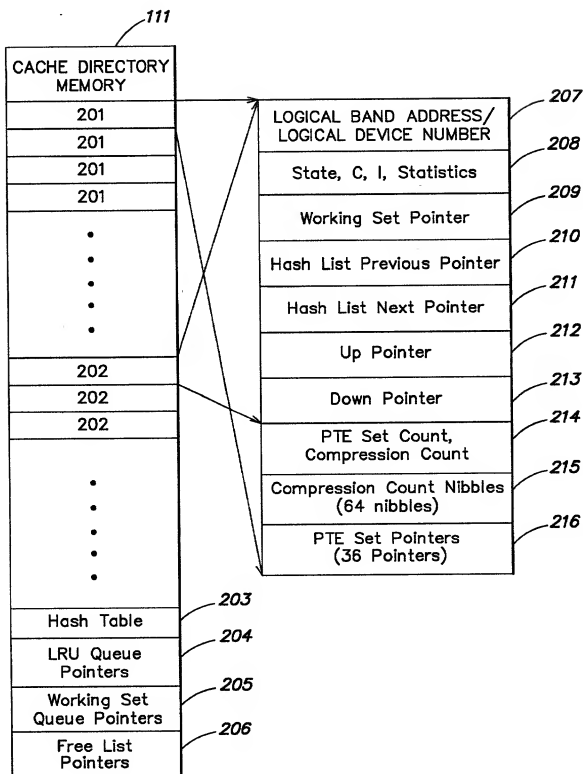 111
CACHE DIRECTORY
MEMORY
201
201
201
201
202
202
202
203
Hash Table
204
LRU Queue
Pointers
205
Working Set
Queue Pointers
206
Free List
Pointers
207
LOGICAL BAND ADDRESS/
LOGICAL DEVICE NUMBER
208
State, C, I, Statistics
209
Working Set Pointer
210
Hash List Previous Pointer
211
Hash List Next Pointer
212
Up Pointer
213
Down Pointer
214
PTE Set Count,
Compression Count
215
Compression Count Nibbles
(64 nibbles)
216
PTE Set Pointers
(36 Pointers)